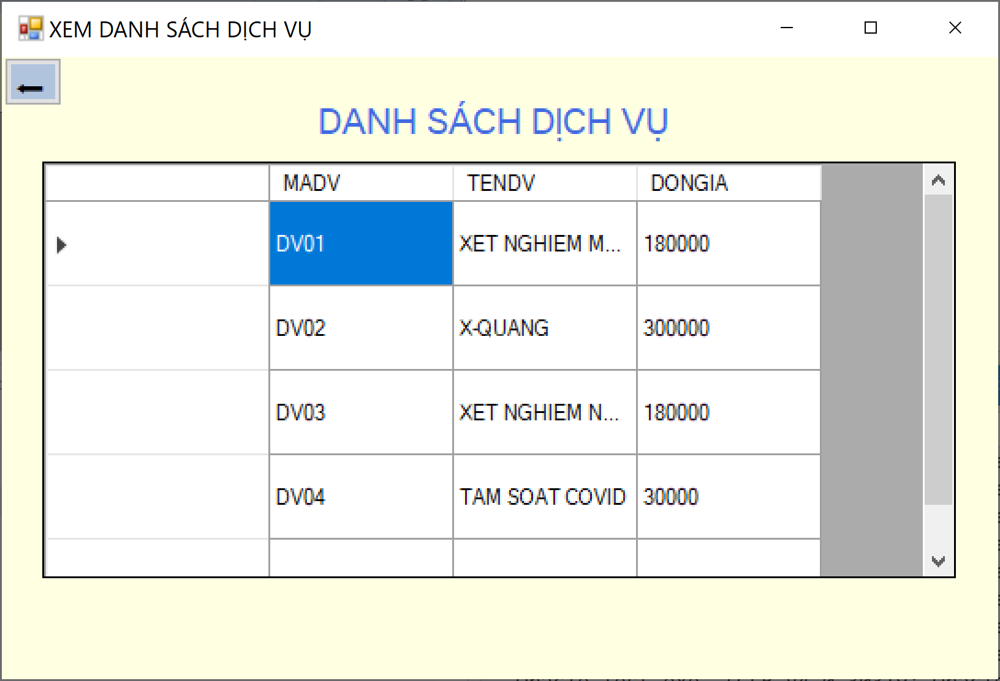 XEM DANH SÁCH DỊCH VỤ
DANH SÁCH DỊCH VỤ
MADV TENDV DONGIA
DV01 XET NGHIEM M... 180000
DV02 X-QUANG 300000
DV03 XET NGHIEM N... 180000
DV04 TAM SOAT COVID 30000